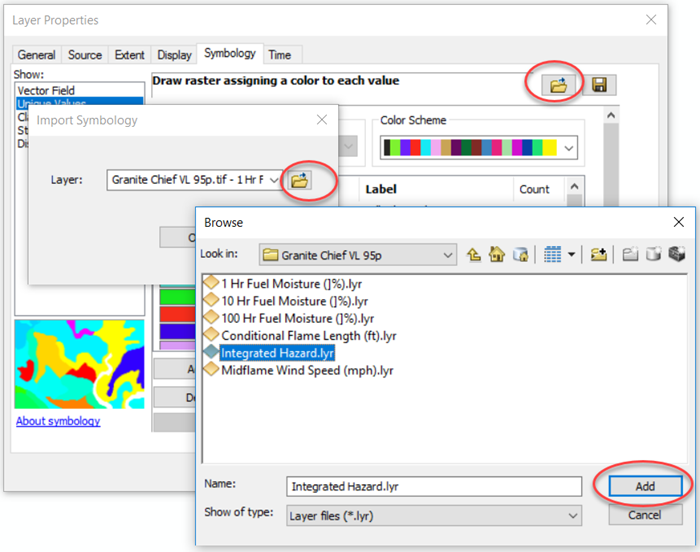 Layer Properties
General Source Extent Display Symbology Time
Show:
Vector Field
Unique Values
Draw raster assigning a color to each value
Import Symbology
Color Scheme
Layer:
Granite Chief VL 95p.tif - 1 Hr F
Label Count
Browse
Look in:
Granite Chief VL 95p
1 Hr Fuel Moisture (]%).lyr
10 Hr Fuel Moisture (]%).lyr
100 Hr Fuel Moisture (]%).lyr
Conditional Flame Length (ft).lyr
Integrated Hazard.lyr
Midflame Wind Speed (mph).lyr
About symbology
Name:
Integrated Hazard.lyr
Add
Show of type:
Layer files (*.lyr)
Cancel